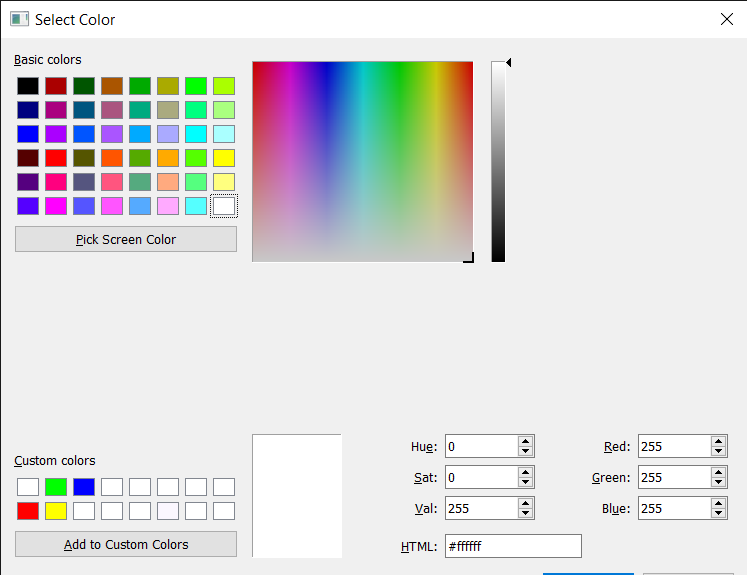 Select Color
Basic colors
Pick Screen Color
Custom colors
Add to Custom Colors
Hue: 0
Sat: 0
Val: 255
HTML: #ffffff
Red: 255
Green: 255
Blue: 255